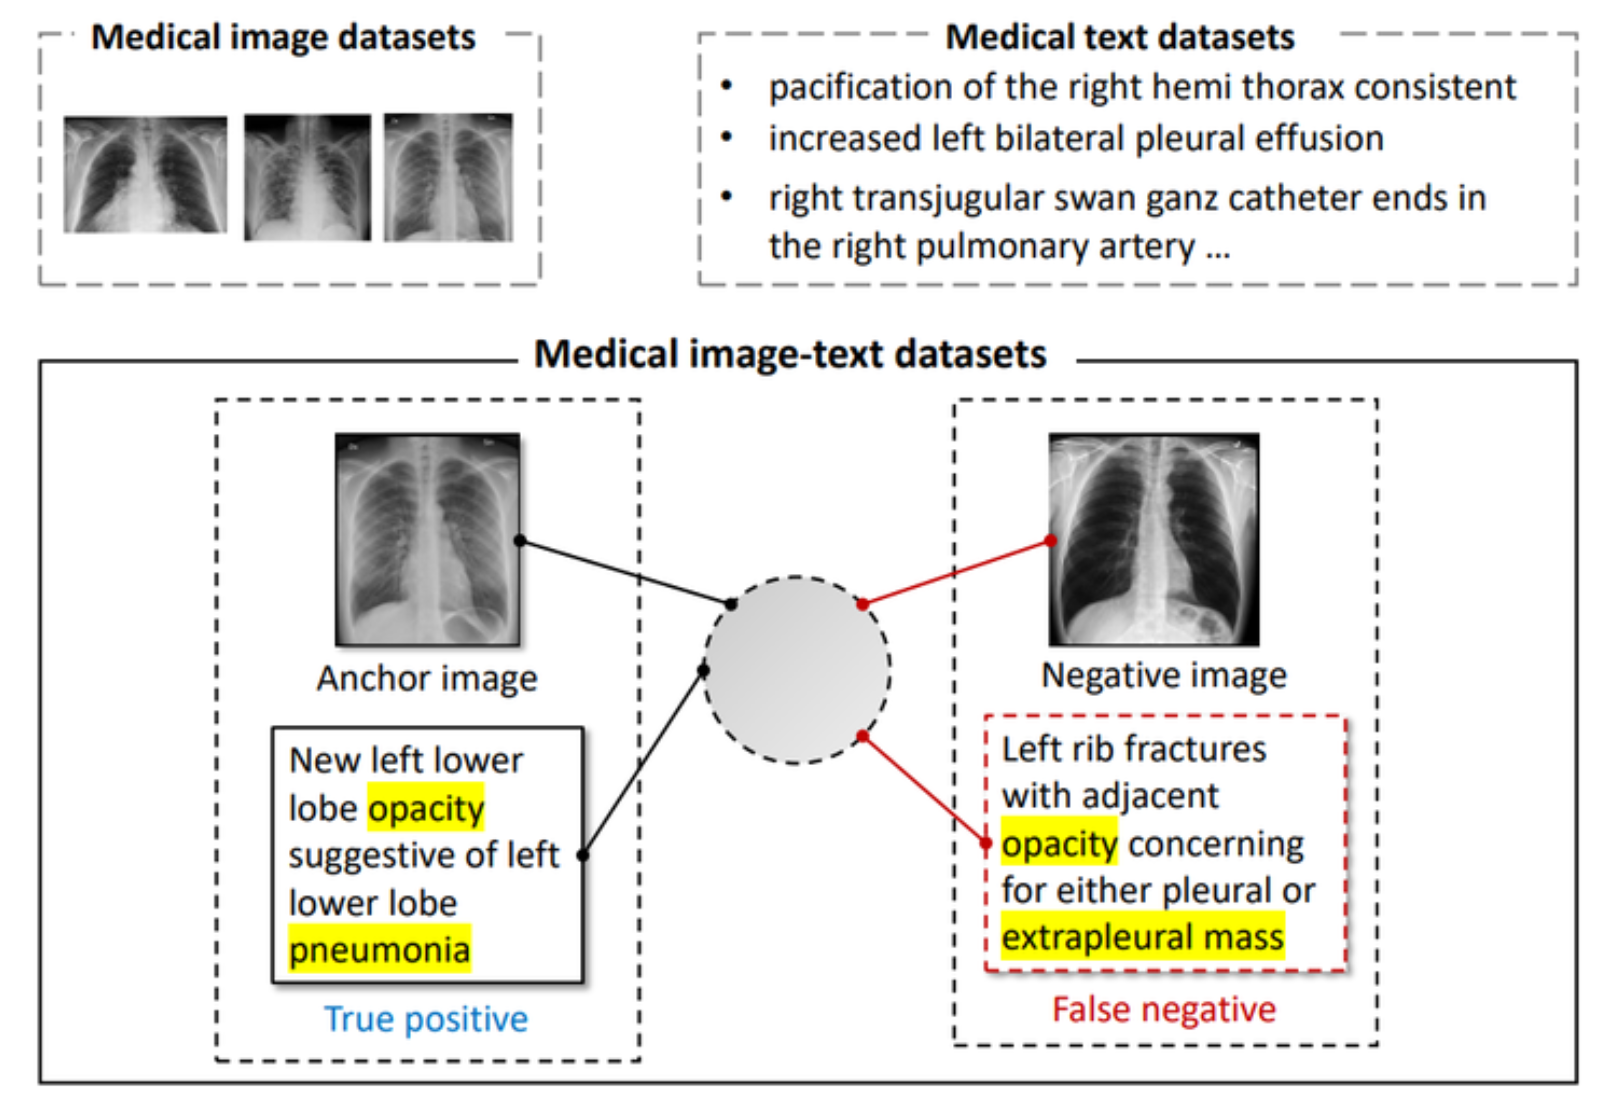 Medical image datasets
Medical text datasets
• pacification of the right hemi thorax consistent
• increased left bilateral pleural effusion
• right transjugular swan ganz catheter ends in
the right pulmonary artery ...
Medical image-text datasets
Anchor image
New left lower
lobe opacity
suggestive of left
lower lobe
pneumonia
True positive
Negative image
Left rib fractures
with adjacent
opacity concerning
for either pleural or
extrapleural mass
False negative